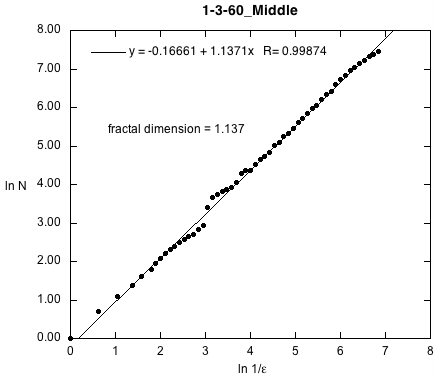 1-3-60_Middle
8.00
y = -0.16661 + 1.1371x R= 0.99874
7.00
6.00
fractal dimension = 1.137
5.00
ln N
4.00
3.00
2.00
1.00
0.00
0 1 2 3 4 5 6 7 8
ln 1/ε